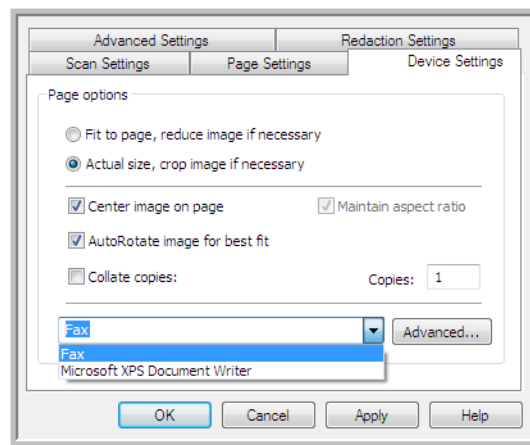 Advanced Settings Redaction Settings
Scan Settings Page Settings Device Settings
Page options
Fit to page, reduce image if necessary
Actual size, crop image if necessary
Center image on page Maintain aspect ratio
AutoRotate image for best fit
Collate copies: Copies: 1
Fax Advanced...
Fax
Microsoft XPS Document Writer
OK Cancel Apply Help